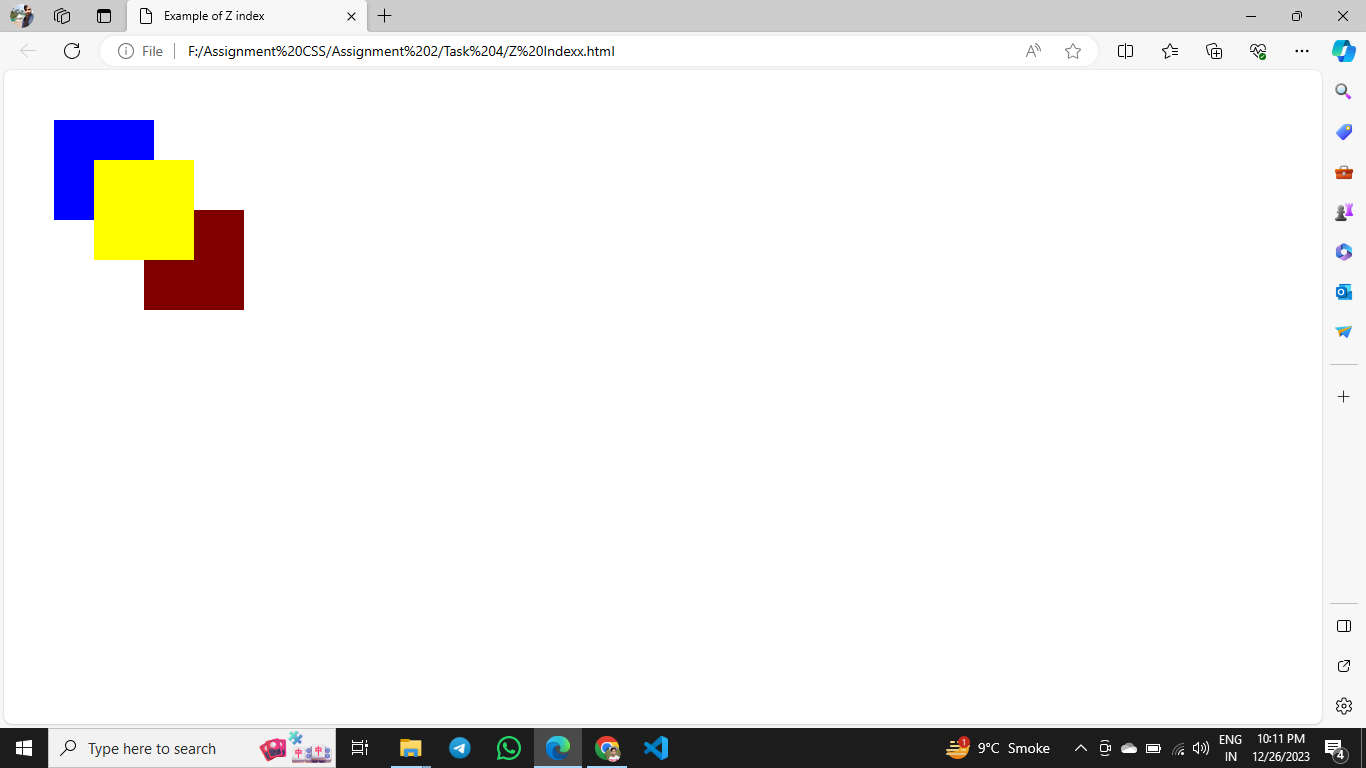 Example of Z index
File
F:/Assignment%20CSS/Assignment%202/Task%204/Z%20Indexx.html
Type here to search
1
9°C Smoke
ENG
IN
10:11 PM
12/26/2023
4